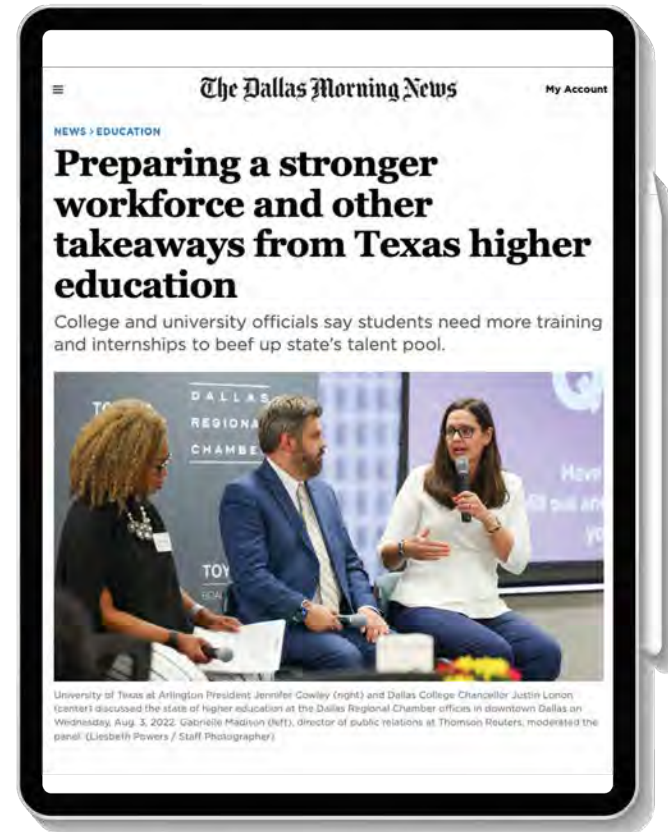 The Dallas Morning News
My Account
NEWS > EDUCATION
Preparing a stronger
workforce and other
takeaways from Texas higher
education
College and university officials say students need more training
and internships to beef up state's talent pool.
DALLAS
REGIONA
CHAMBE
TOY
Have
University of Texas at Arlington President Jennifer Cowley (right) and Dallas College Chancellor Justin Lonon
(center) discussed the state of higher education at the Dallas Regional Chamber offices in downtown Dallas on
Wednesday, Aug. 3, 2022. Gabrielle Madison (left), director of public relations at Thomson Reuters, moderated the
panel. (Liesbeth Powers / Staff Photographer)